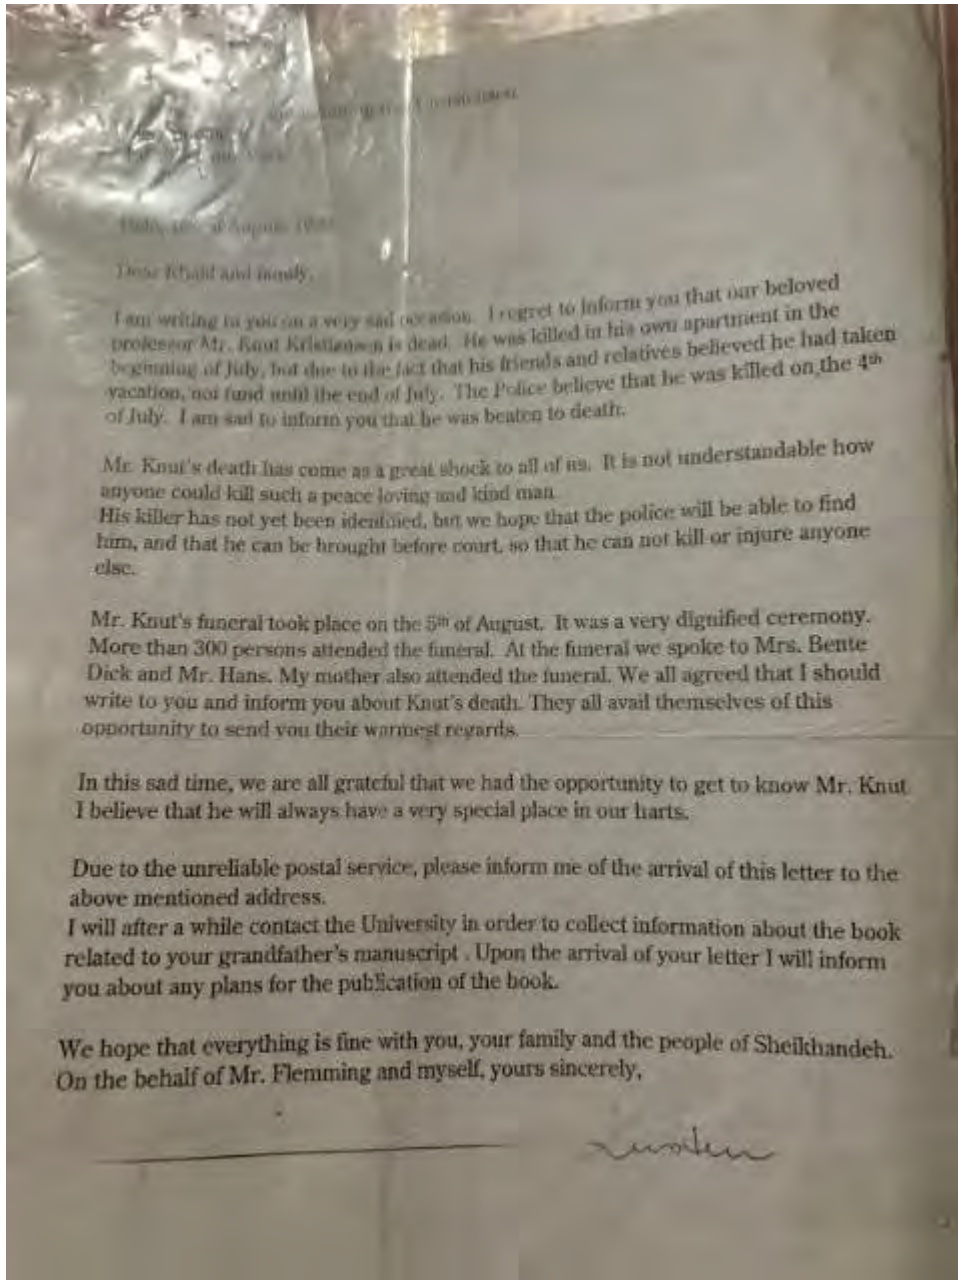 of August
Dear and family,
I am writing to you on a very sad occasion. I regret to inform you that our beloved
professor Mr. Knut Kristiansen is dead. He was killed in his own apartment in the
beginning of July, but due to the fact that his friends and relatives believed he had taken
vacation, not fund until the end of July. The Police believe that he was killed on the 4th
of July. I am sad to inform you that he was beaten to death.
Mr. Knut's death has come as a great shock to all of us. It is not understandable how
anyone could kill such a peace loving and kind man
His killer has not yet been identified, but we hope that the police will be able to find
him, and that he can be brought before court, so that he can not kill or injure anyone
else.
Mr. Knut's funeral took place on the 5th of August. It was a very dignified ceremony.
More than 300 persons attended the funeral. At the funeral we spoke to Mrs. Bente
Dick and Mr. Hans. My mother also attended the funeral. We all agreed that I should
write to you and inform you about Knut's death. They all avail themselves of this
opportunity to send you their warmest regards.
In this sad time, we are all grateful that we had the opportunity to get to know Mr. Knut
I believe that he will always have a very special place in our harts.
Due to the unreliable postal service, please inform me of the arrival of this letter to the
above mentioned address.
I will after a while contact the University in order to collect information about the book
related to your grandfather's manuscript . Upon the arrival of your letter I will inform
you about any plans for the publication of the book.
We hope that everything is fine with you, your family and the people of Sheikhandeh.
On the behalf of Mr. Flemming and myself, yours sincerely,